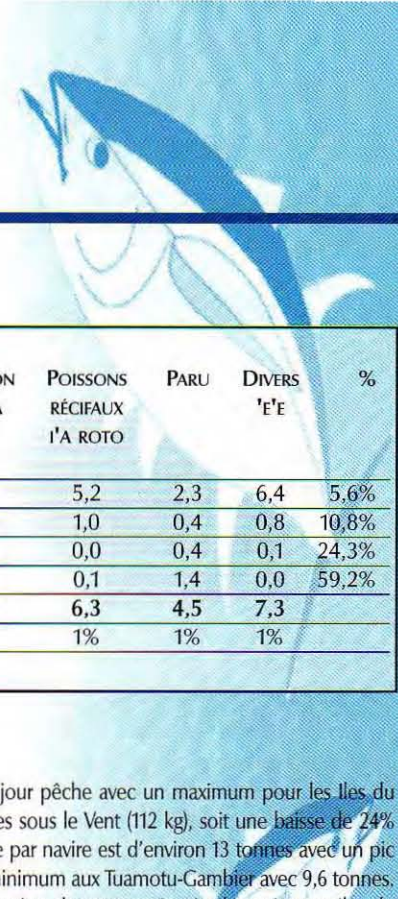 ON POISSONS PARU DIVERS %
A RÉCIFAUX 'E'E
I'A ROTO
5,2 2,3 6,4 5,6%
1,0 0,4 0,8 10,8%
0,0 0,4 0,1 24,3%
0,1 1,4 0,0 59,2%
6,3 4,5 7,3
1% 1% 1%
jour pêche avec un maximum pour les Iles du
es sous le Vent (112 kg), soit une baisse de 24%
e par navire est d'environ 13 tonnes avec un pic
inimum aux Tuamotu-Gambier avec 9,6 tonnes.